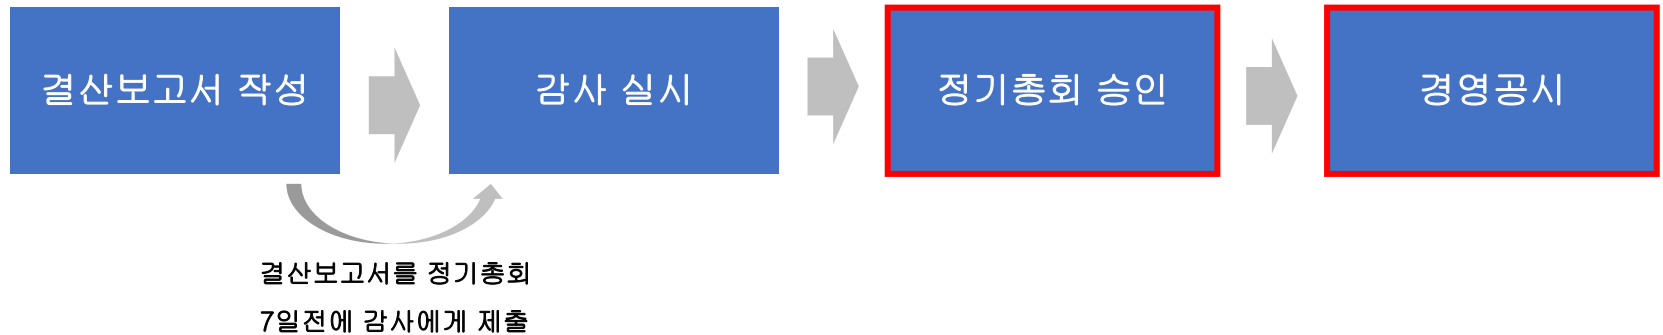 결산보고서 작성
감사 실시
정기총회 승인
경영공시
결산보고서를 정기총회
7일전에 감사에게 제출